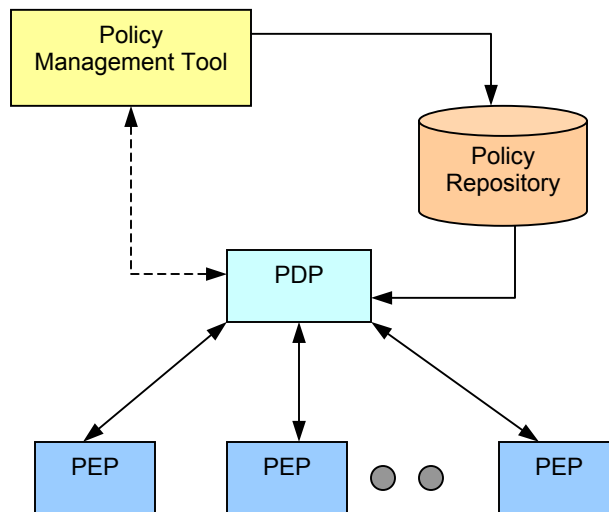 Policy
Management Tool
Policy
Repository
PDP
PEP
PEP
PEP